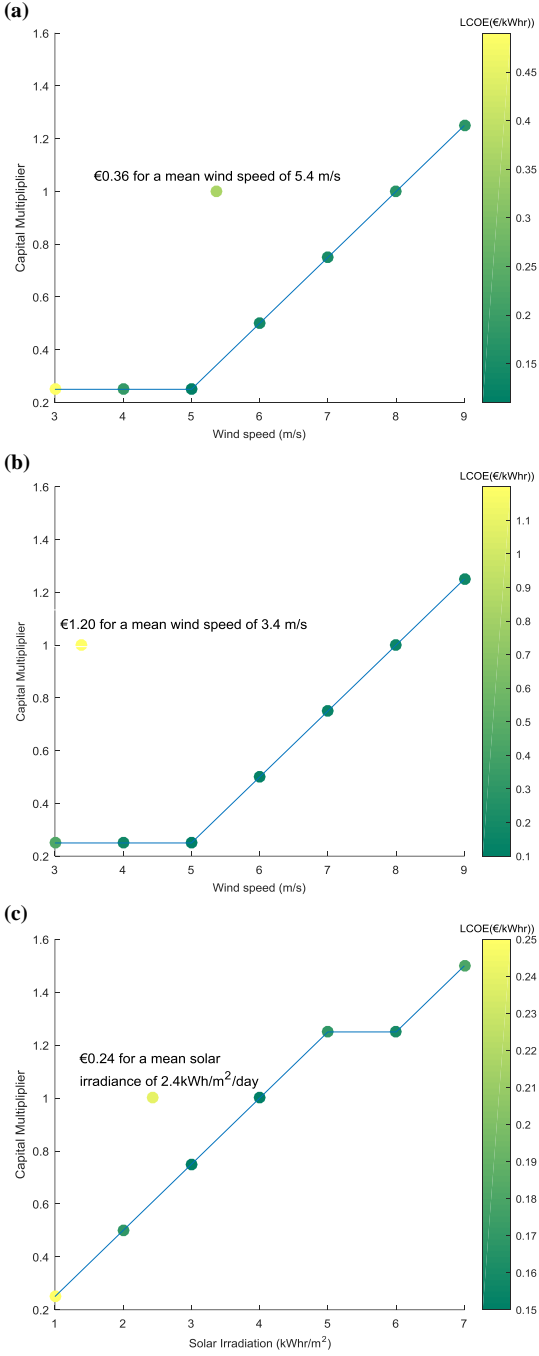 (a)
LCOE(€/kWhr))
1.6
1.4
1.2
1
0.8
0.6
0.4
0.2
Capital Multiplier
€0.36 for a mean wind speed of 5.4 m/s
3 4 5 6 7 8 9
Wind speed (m/s)
0.45
0.4
0.35
0.3
0.25
0.2
0.15
(b)
LCOE(€/kWhr))
1.6
1.4
1.2
1
0.8
0.6
0.4
0.2
Capital Multiplier
€1.20 for a mean wind speed of 3.4 m/s
3 4 5 6 7 8 9
Wind speed (m/s)
1.1
1
0.9
0.8
0.7
0.6
0.5
0.4
0.3
0.2
0.1
(c)
LCOE(€/kWhr))
1.6
1.4
1.2
1
0.8
0.6
0.4
0.2
Capital Multiplier
€0.24 for a mean solar
irradiance of 2.4kWh/m²/day
1 2 3 4 5 6 7
Solar Irradiation (kWhr/m²)
0.25
0.24
0.23
0.22
0.21
0.2
0.19
0.18
0.17
0.16
0.15